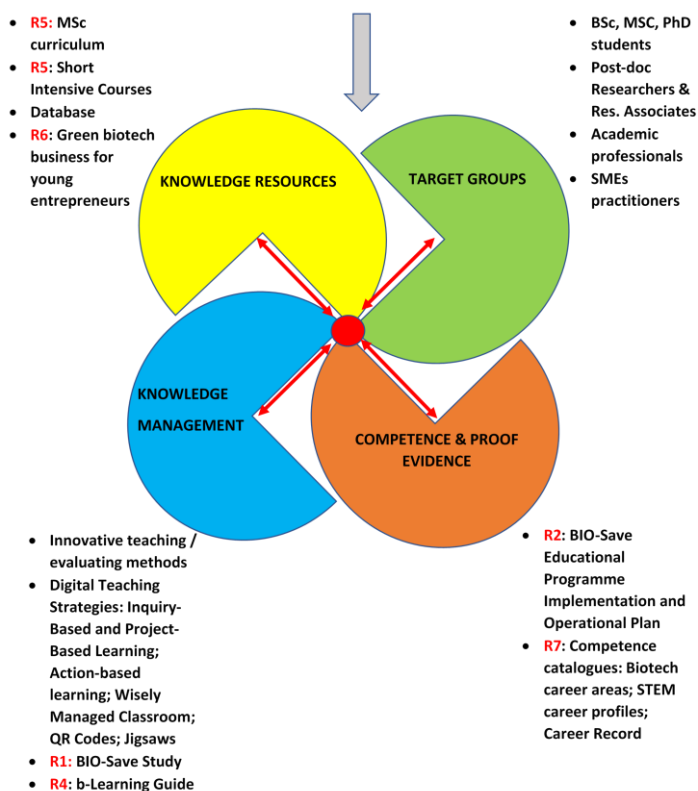 • R5: MSc
curriculum
• R5: Short
Intensive Courses
• Database
• R6: Green biotech
business for
young
entrepreneurs
• BSc, MSC, PhD
students
• Post-doc
Researchers &
Res. Associates
• Academic
professionals
• SMEs
practitioners
KNOWLEDGE RESOURCES
TARGET GROUPS
KNOWLEDGE
MANAGEMENT
COMPETENCE & PROOF
EVIDENCE
• Innovative teaching /
evaluating methods
• Digital Teaching
Strategies: Inquiry-
Based and Project-
Based Learning;
Action-based
learning; Wisely
Managed Classroom;
QR Codes; Jigsaws
• R1: BIO-Save Study
• R4: b-Learning Guide
• R2: BIO-Save
Educational
Programme
Implementation and
Operational Plan
• R7: Competence
catalogues: Biotech
career areas; STEM
career profiles;
Career Record